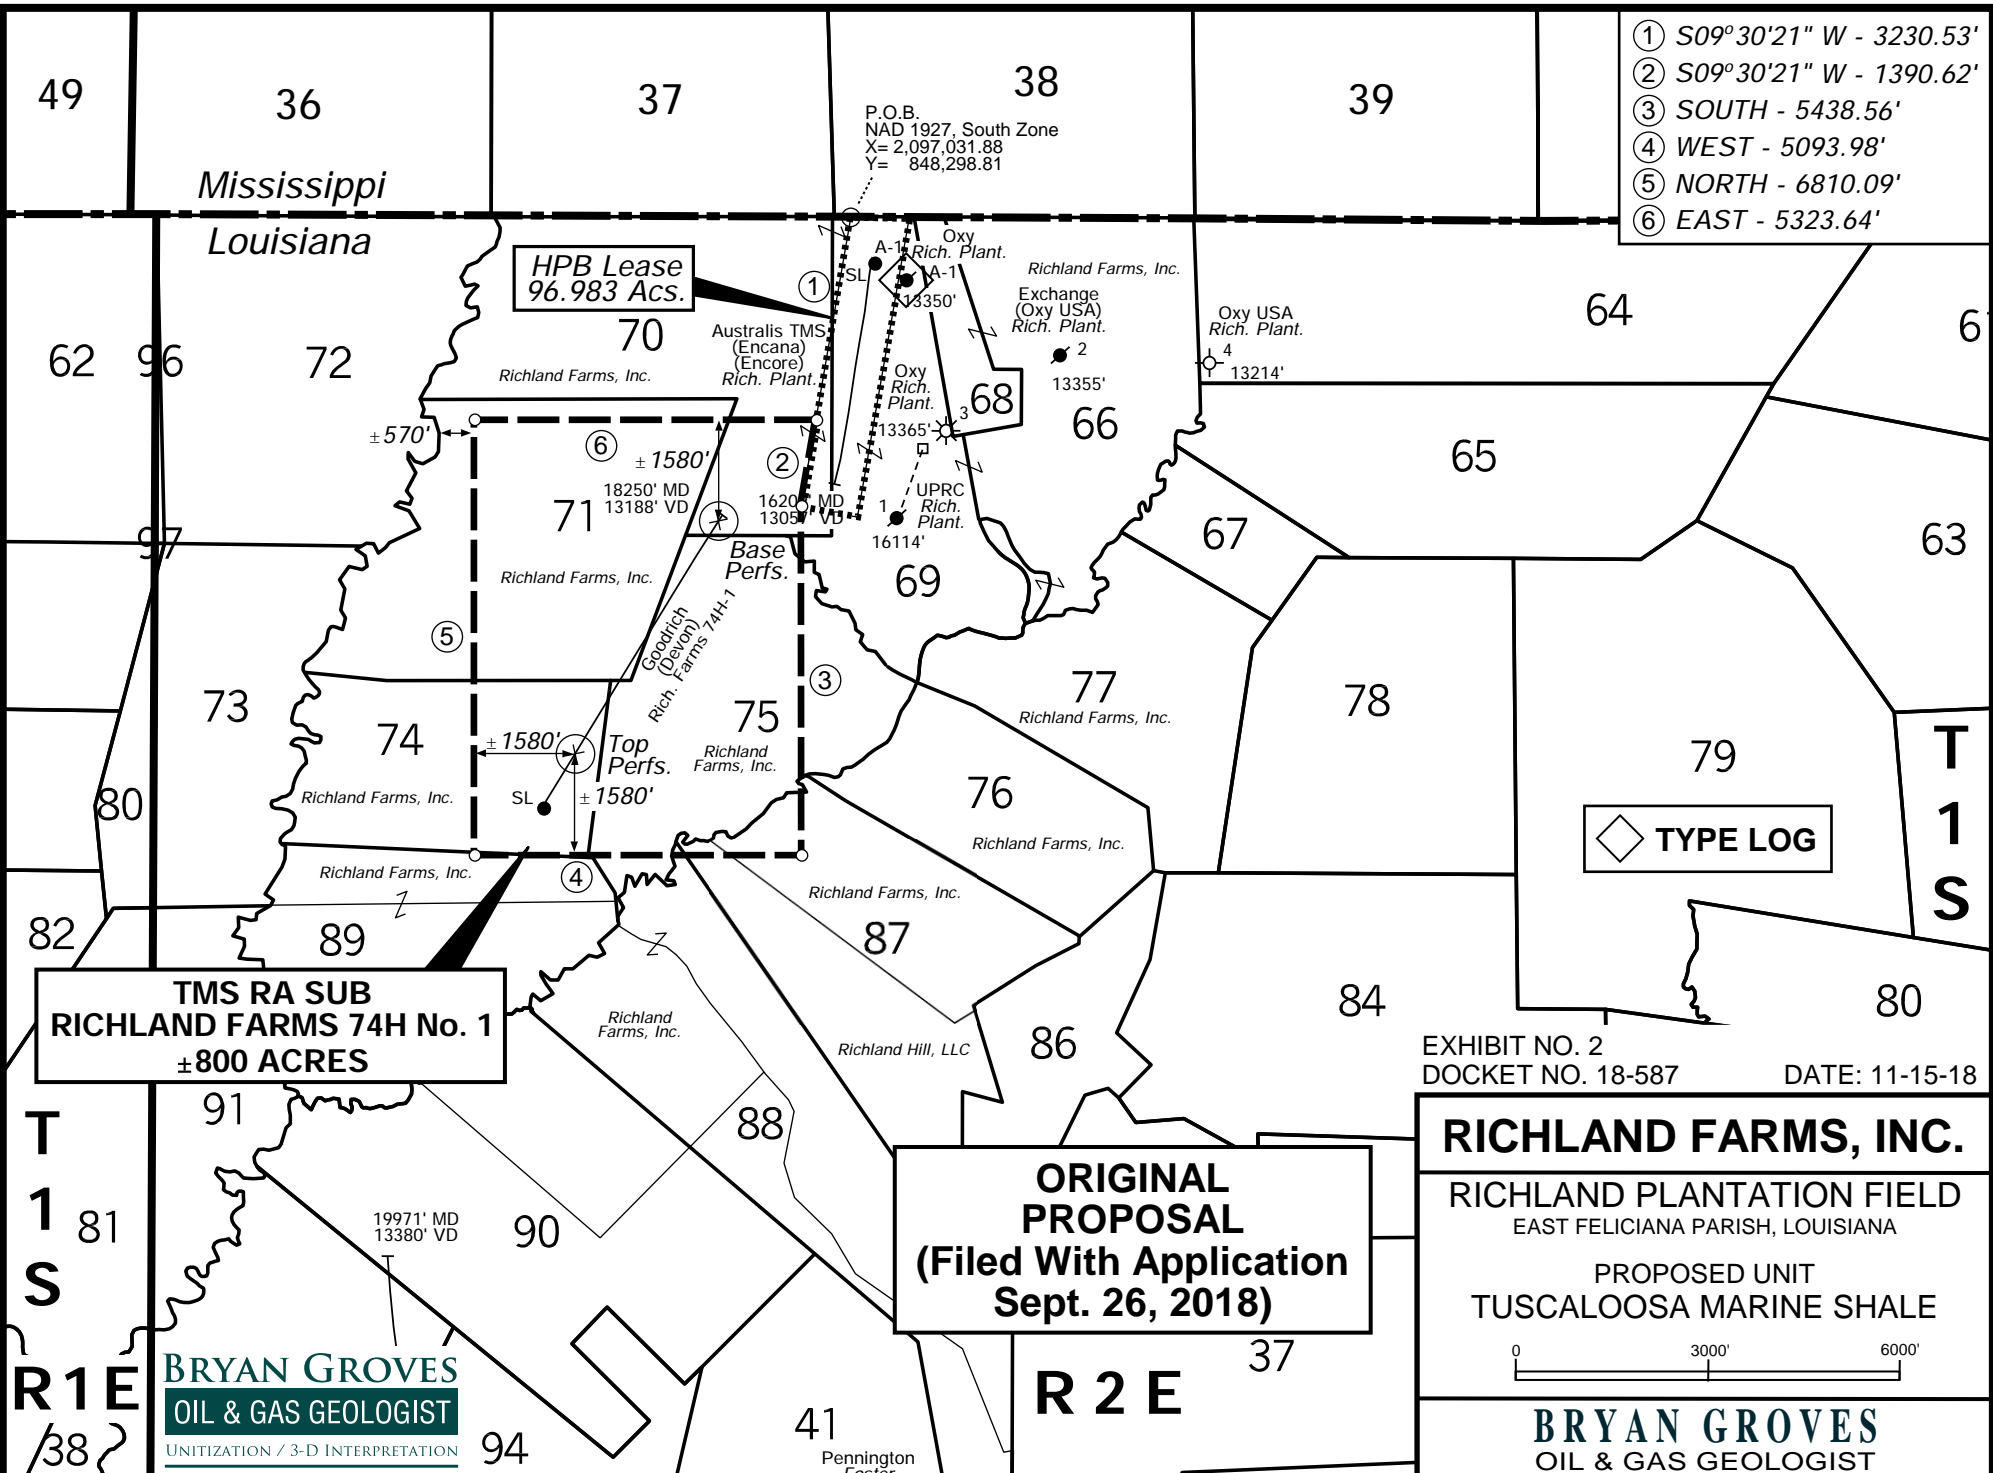 ① S09º30'21" W - 3230.53'
② S09º30'21" W - 1390.62'
③ SOUTH - 5438.56'
④ WEST - 5093.98'
⑤ NORTH - 6810.09'
⑥ EAST - 5323.64'
49
36
37
38
39
P.O.B.
NAD 1927, South Zone
X= 2,097,031.88
Y= 848,298.81
Mississippi
Louisiana
HPB Lease
96.983 Acs.
A-1
Oxy
Rich. Plant.
SL
A-1
13350'
Richland Farms, Inc.
Exchange
(Oxy USA)
Rich. Plant.
2
13355'
Oxy USA
Rich. Plant.
4
13214'
64
62
96
72
70
Richland Farms, Inc.
Australis TMS
(Encana)
(Encore)
Rich. Plant.
①
Oxy
Rich.
Plant.
3
13365'
68
66
65
±570'
⑥
±1580'
②
18250' MD
13188' VD
71
MD
VD
UPRC
Rich.
Plant.
1
16114'
67
63
97
Base
Perfs.
Richland Farms, Inc.
69
⑤
Goodrich
(Devon)
Rich. Farms 74H-1
③
73
74
75
77
Richland Farms, Inc.
78
79
T
1
S
±1580'
Top
Perfs.
Richland
Farms, Inc.
Richland Farms, Inc.
SL
±1580'
80
76
Richland Farms, Inc.
TYPE LOG
Richland Farms, Inc.
④
Richland Farms, Inc.
82
89
87
TMS RA SUB
RICHLAND FARMS 74H No. 1
±800 ACRES
Richland
Farms, Inc.
Richland Hill, LLC
86
84
80
EXHIBIT NO. 2
DOCKET NO. 18-587 DATE: 11-15-18
T
1
S
91
88
81
19971' MD
13380' VD
90
ORIGINAL
PROPOSAL
(Filed With Application
Sept. 26, 2018)
RICHLAND FARMS, INC.
RICHLAND PLANTATION FIELD
EAST FELICIANA PARISH, LOUISIANA
PROPOSED UNIT
TUSCALOOSA MARINE SHALE
0 3000' 6000'
R 1 E
38
BRYAN GROVES
OIL & GAS GEOLOGIST
UNITIZATION / 3-D INTERPRETATION
94
41
Pennington
R 2 E
37
BRYAN GROVES
OIL & GAS GEOLOGIST